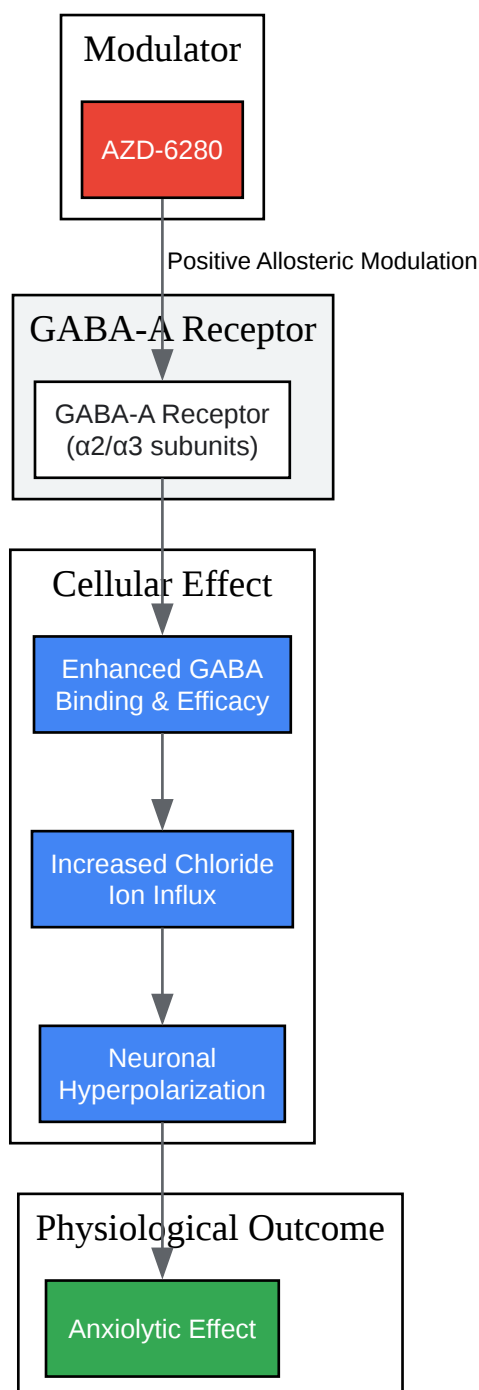 Modulator
AZD-6280
Positive Allosteric Modulation
GABA-A Receptor
GABA-A Receptor
(α2/α3 subunits)
Cellular Effect
Enhanced GABA
Binding & Efficacy
Increased Chloride
Ion Influx
Neuronal
Hyperpolarization
Physiological Outcome
Anxiolytic Effect